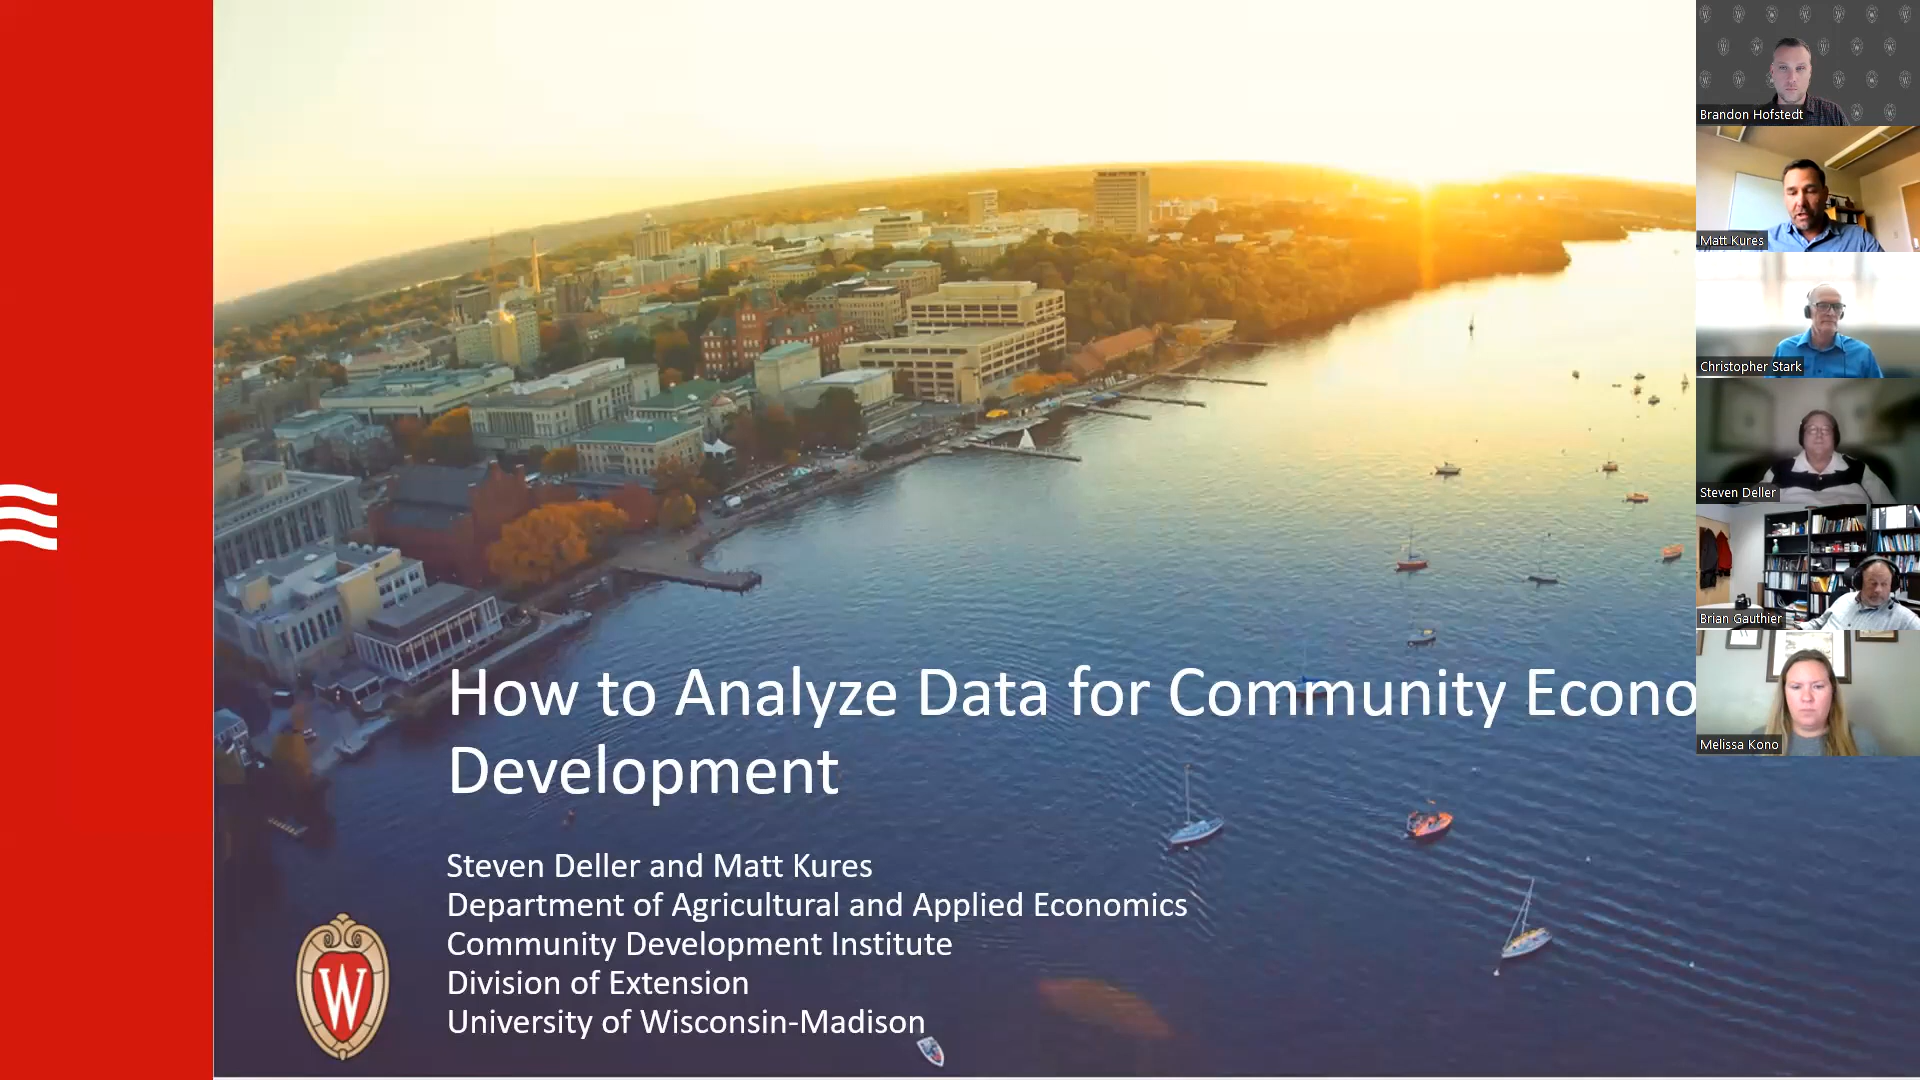 How to Analyze Data for Community Econo
Development
Steven Deller and Matt Kures
Department of Agricultural and Applied Economics
Community Development Institute
Division of Extension
University of Wisconsin-Madison
W
Brandon Hofstedt
Matt Kures
Christopher Stark
Steven Deller
Brian Gauthier
Melissa Kono